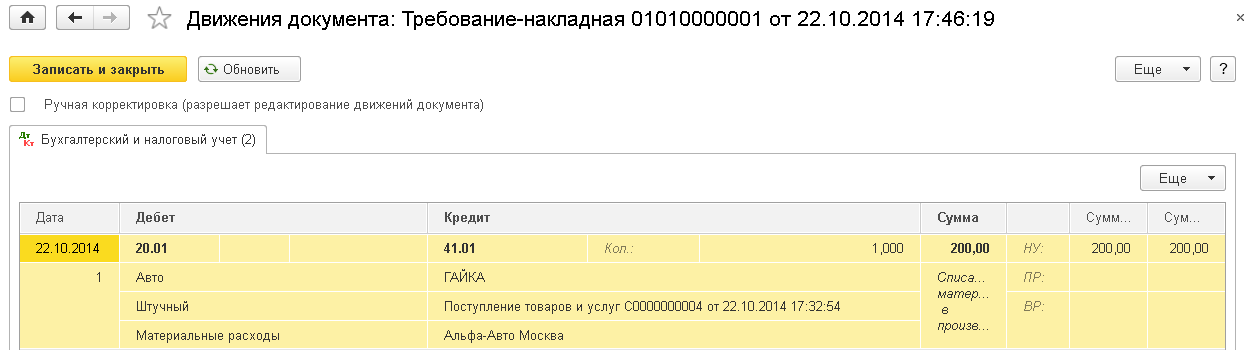 Движения документа: Требование-накладная 01010000001 от 22.10.2014 17:46:19
Записать и закрыть Обновить Еще ?
Ручная корректировка (разрешает редактирование движений документа)
Дт Кт Бухгалтерский и налоговый учет (2)
Еще
Дата Дебет Кредит Сумма Сумм... Сум...
22.10.2014 20.01 41.01 Кол.: 1,000 200,00 НУ: 200,00 200,00
1 Авто ГАЙКА Списа... ПР:
матер...
Штучный Поступление товаров и услуг С0000000004 от 22.10.2014 17:32:54 в ВР:
произв...
Материальные расходы Альфа-Авто Москва